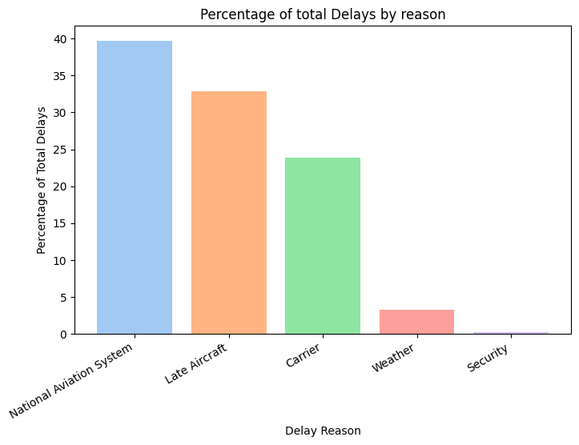 Percentage of total Delays by reason
Percentage of Total Delays
40
35
30
25
20
15
10
5
0
National Aviation System
Late Aircraft
Carrier
Weather
Security
Delay Reason